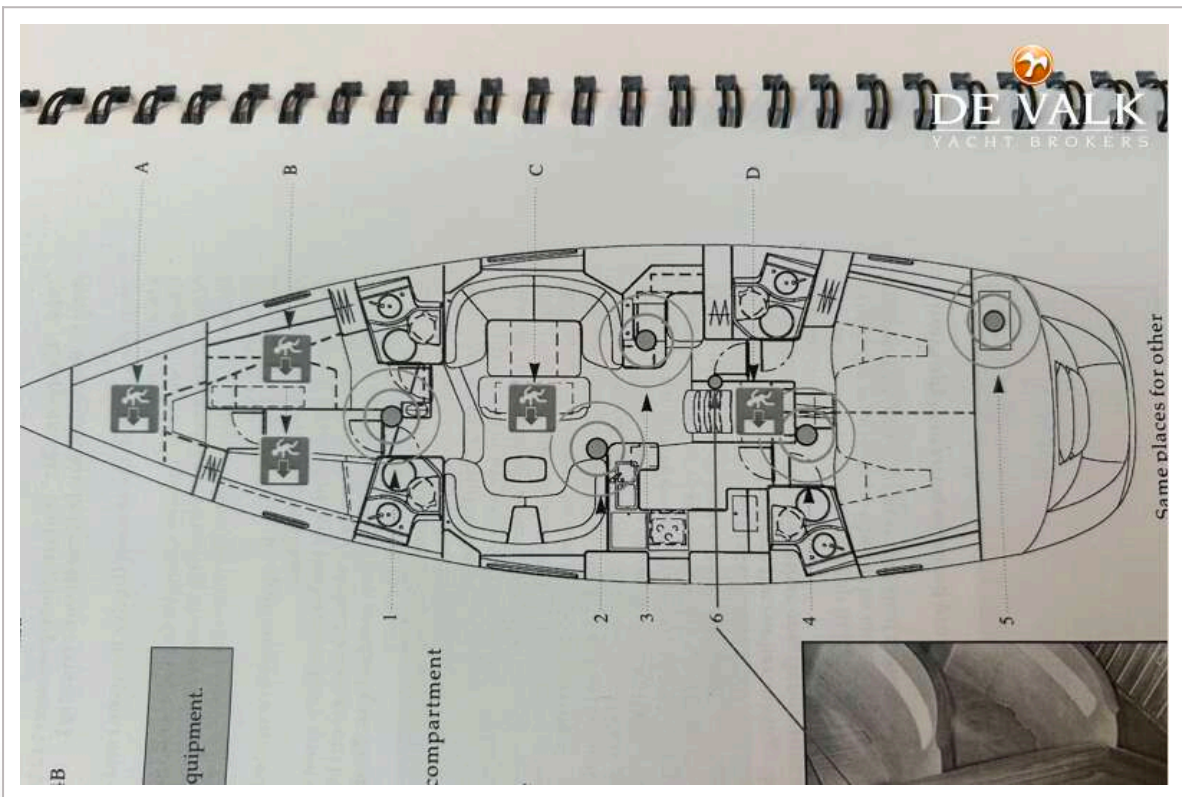 DE VALK
YACHT BROKERS
A
B
C
D
Same places for other
1
2
3
6
4
5
compartment
equipment.